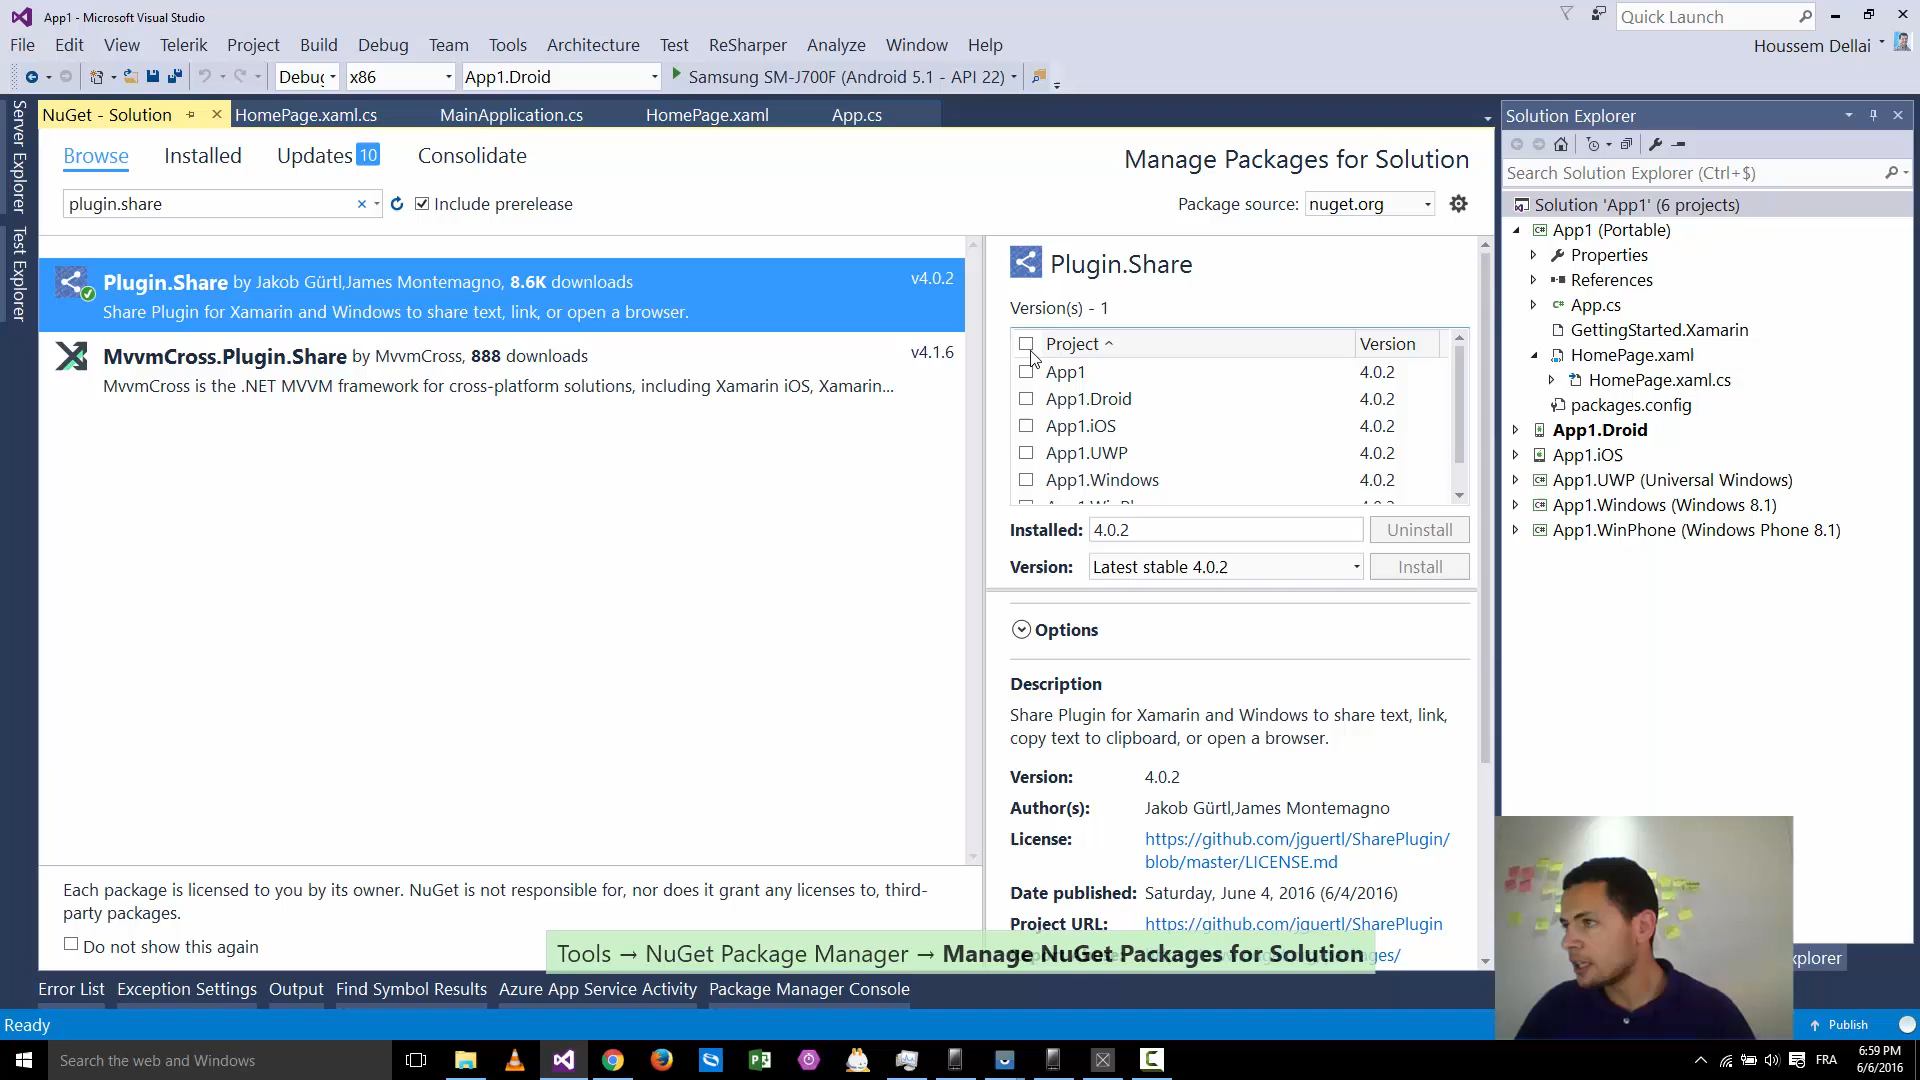 App1 - Microsoft Visual Studio
Quick Launch
File Edit View Telerik Project Build Debug Team Tools Architecture Test ReSharper Analyze Window Help
Houssem Dellai
Debug x86 App1.Droid Samsung SM-J700F (Android 5.1 - API 22)
Server Explorer
Test Explorer
NuGet - Solution HomePage.xaml.cs MainApplication.cs HomePage.xaml App.cs
Browse Installed Updates 10 Consolidate
Manage Packages for Solution
plugin.share
Include prerelease
Package source: nuget.org
Plugin.Share by Jakob Gürtl,James Montemagno, 8.6K downloads v4.0.2
Share Plugin for Xamarin and Windows to share text, link, or open a browser.
MvvmCross.Plugin.Share by MvvmCross, 888 downloads v4.1.6
MvvmCross is the .NET MVVM framework for cross-platform solutions, including Xamarin iOS, Xamarin...
Each package is licensed to you by its owner. NuGet is not responsible for, nor does it grant any licenses to, third-
party packages.
Do not show this again
Plugin.Share
Version(s) - 1
Project Version
App1 4.0.2
App1.Droid 4.0.2
App1.iOS 4.0.2
App1.UWP 4.0.2
App1.Windows 4.0.2
Installed: 4.0.2 Uninstall
Version: Latest stable 4.0.2 Install
Options
Description
Share Plugin for Xamarin and Windows to share text, link,
copy text to clipboard, or open a browser.
Version: 4.0.2
Author(s): Jakob Gürtl,James Montemagno
License: https://github.com/jguertl/SharePlugin/
blob/master/LICENSE.md
Date published: Saturday, June 4, 2016 (6/4/2016)
Project URL: https://github.com/jguertl/SharePlugin
Tools → NuGet Package Manager → Manage NuGet Packages for Solution
Solution Explorer
Search Solution Explorer (Ctrl+$)
Solution 'App1' (6 projects)
App1 (Portable)
Properties
References
App.cs
GettingStarted.Xamarin
HomePage.xaml
HomePage.xaml.cs
packages.config
App1.Droid
App1.iOS
App1.UWP (Universal Windows)
App1.Windows (Windows 8.1)
App1.WinPhone (Windows Phone 8.1)
Error List Exception Settings Output Find Symbol Results Azure App Service Activity Package Manager Console
Ready
Publish
Search the web and Windows
FRA
6:59 PM
6/6/2016